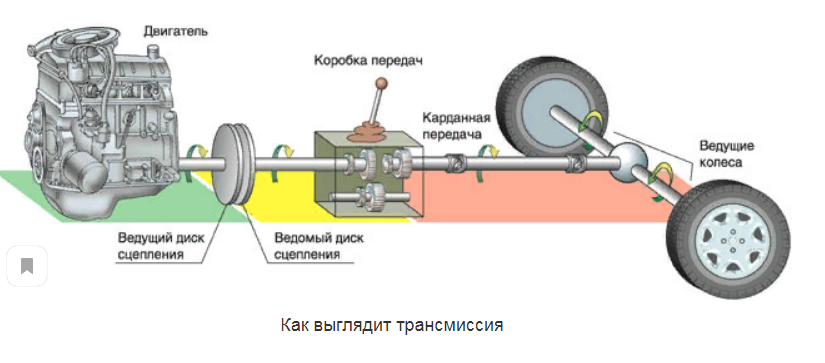 Двигатель
Коробка передач
Карданная
передача
Ведущие
колеса
Ведущий диск
сцепления
Ведомый диск
сцепления
Как выглядит трансмиссия